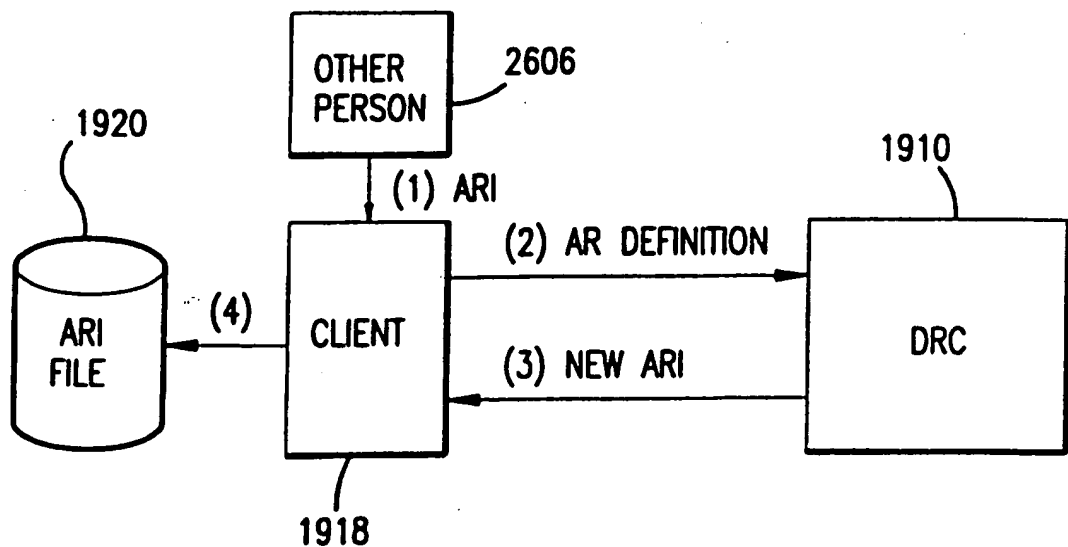 OTHER
PERSON
2606
1920
1910
(1) ARI
(2) AR DEFINITION
(4)
ARI
FILE
CLIENT
DRC
(3) NEW ARI
1918